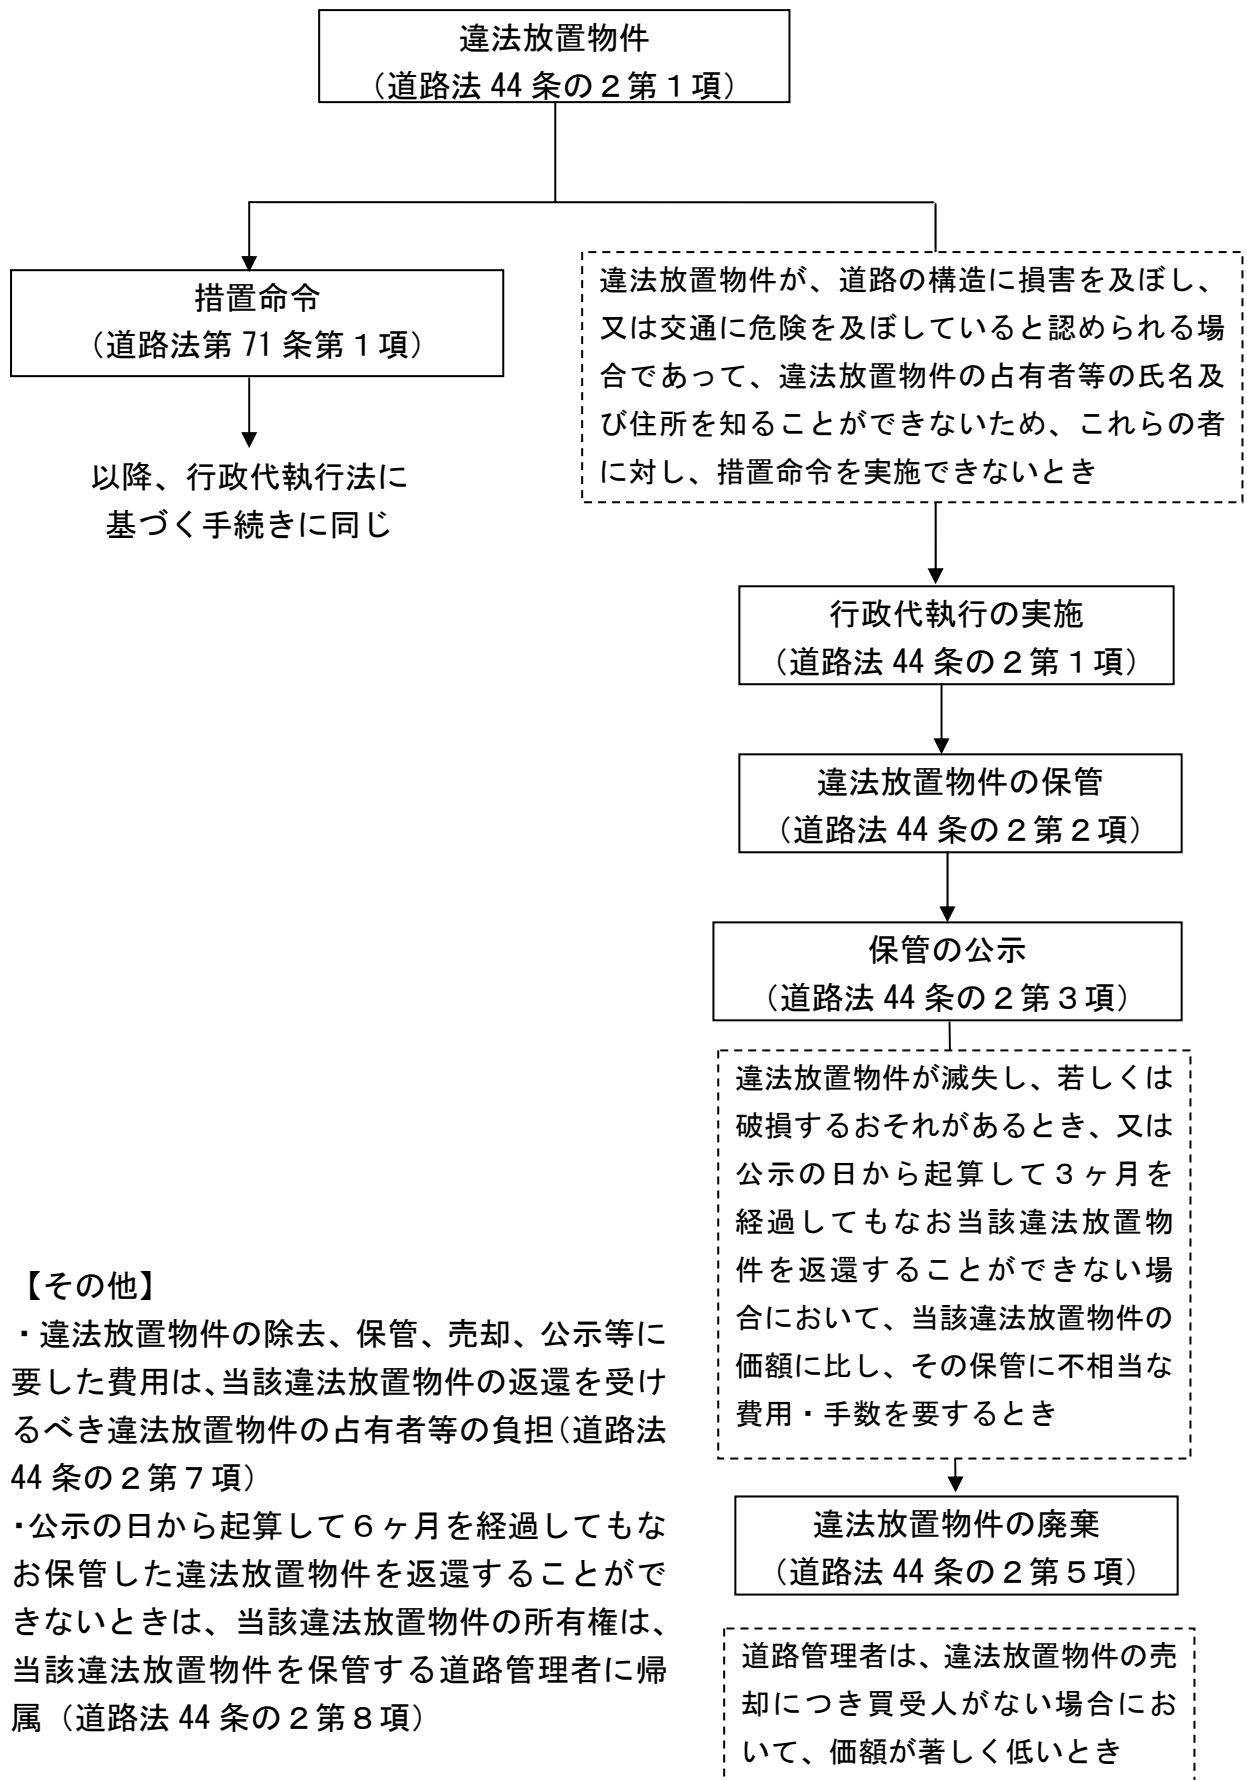 違法放置物件
（道路法 44 条の２第１項）
措置命令
（道路法第 71 条第１項）
以降、行政代執行法に
基づく手続きに同じ
違法放置物件が、道路の構造に損害を及ぼし、
又は交通に危険を及ぼしていると認められる場
合であって、違法放置物件の占有者等の氏名及
び住所を知ることができないため、これらの者
に対し、措置命令を実施できないとき
行政代執行の実施
（道路法 44 条の２第１項）
違法放置物件の保管
（道路法 44 条の２第２項）
保管の公示
（道路法 44 条の２第３項）
違法放置物件が滅失し、若しくは
破損するおそれがあるとき、又は
公示の日から起算して３ヶ月を
経過してもなお当該違法放置物
件を返還することができない場
合において、当該違法放置物件の
価額に比し、その保管に不相当な
費用・手数を要するとき
違法放置物件の廃棄
（道路法 44 条の２第５項）
道路管理者は、違法放置物件の売
却につき買受人がない場合にお
いて、価額が著しく低いとき
【その他】
・違法放置物件の除去、保管、売却、公示等に
要した費用は、当該違法放置物件の返還を受け
るべき違法放置物件の占有者等の負担（道路法
44 条の２第７項）
・公示の日から起算して６ヶ月を経過してもな
お保管した違法放置物件を返還することがで
きないときは、当該違法放置物件の所有権は、
当該違法放置物件を保管する道路管理者に帰
属（道路法 44 条の２第８項）